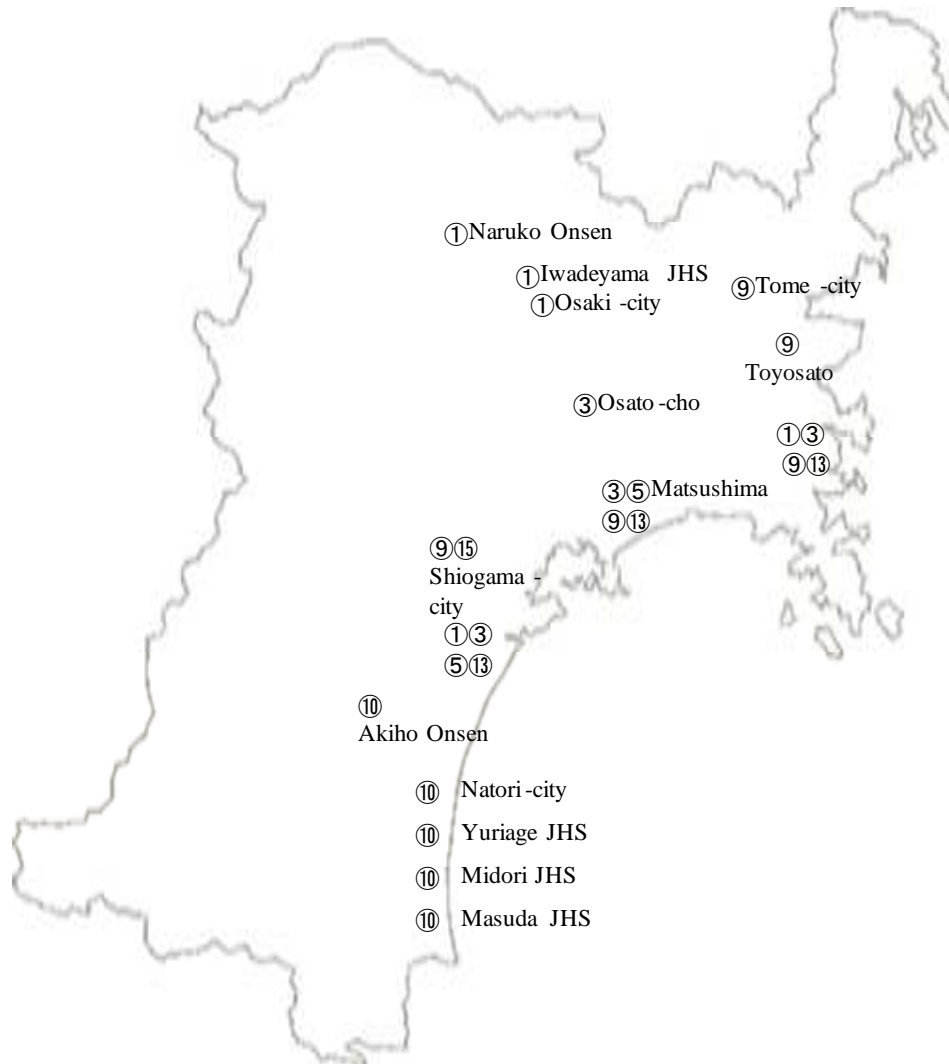 ①Naruko Onsen
①Iwadeyama JHS
⑨Tome -city
①Osaki -city
⑨
Toyosato
③Osato -cho
①③
⑨⑬
③⑤Matsushima
⑨⑬
⑨⑮
Shiogama -
city
①③
⑤⑬
⑩
Akiho Onsen
⑩ Natori -city
⑩ Yuriage JHS
⑩ Midori JHS
⑩ Masuda JHS